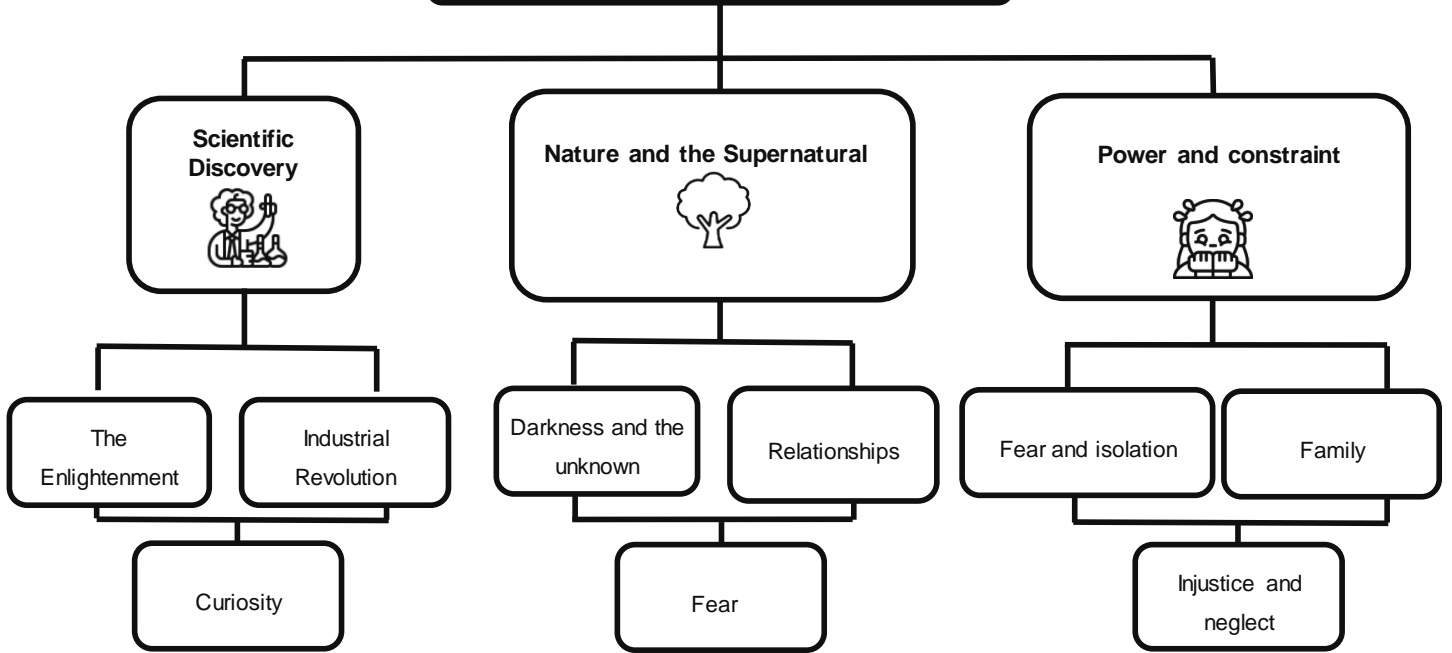 Scientific
Discovery
Nature and the Supernatural
Power and constraint
The
Enlightenment
Industrial
Revolution
Darkness and the
unknown
Relationships
Fear and isolation
Family
Curiosity
Fear
Injustice and
neglect